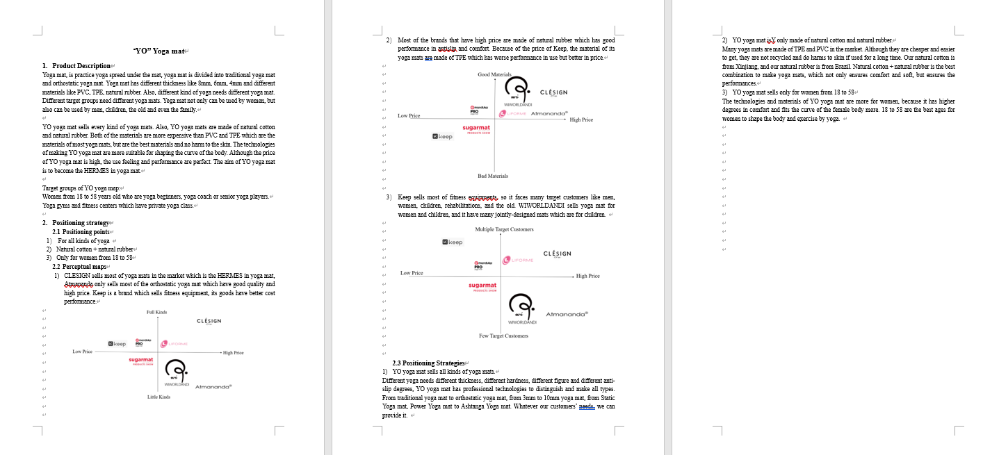 “YO” Yoga mat
1. Product Description
Yoga mat, is practice yoga spread under the mat, yoga mat is divided into traditional yoga mat
and orthostatic yoga mat. Yoga mat has different thickness like 8mm, 6mm, 4mm and different
materials like PVC, TPE, natural rubber. Also, different kind of yoga needs different yoga mat.
Different target groups need different yoga mats. Yoga mat not only can be used by women, but
also can be used by men, children, the old and even the family.
YO yoga mat sells every kind of yoga mats. Also, YO yoga mats are made of natural cotton
and natural rubber. Both of the materials are more expensive than PVC and TPE which are the
materials of most yoga mats, but are the best materials and no harm to the skin. The technologies
of making YO yoga mat are more suitable for shaping the curve of the body. Although the price
of YO yoga mat is high, the use feeling and performance are perfect. The aim of YO yoga mat
is to become the HERMES in yoga mat.
Target groups of YO yoga map:
Women from 18 to 58 years old who are yoga beginners, yoga coach or senior yoga players.
Yoga gyms and fitness centers which have private yoga class.
2. Positioning strategy
2.1 Positioning points
1) For all kinds of yoga
2) Natural cotton + natural rubber
3) Only for women from 18 to 58
2.2 Perceptual maps
1) CLESIGN sells most of yoga mats in the market which is the HERMES in yoga mat,
Atmananda only sells most of the orthostatic yoga mat which have good quality and
high price. Keep is a brand which sells fitness equipment, its goods have better cost
performance.
Full Kinds
CLÉSIGN
keep
manduka
PRO
LIFORME
Low Price
High Price
sugarmat
PRODUCTS SHOW
WIWORLDANDI
Atmananda®
Little Kinds
2) Most of the brands that have high price are made of natural rubber which has good
performance in antislip and comfort. Because of the price of Keep, the material of its
yoga mats are made of TPE which has worse performance in use but better in price.
Good Materials
CLÉSIGN
WIWORLDANDI
manduka
PRO
LIFORME
Atmananda®
Low Price
High Price
sugarmat
PRODUCTS SHOW
keep
Bad Materials
3) Keep sells most of fitness equipments, so it faces many target customers like men,
women, children, rehabilitations, and the old. WIWORLDANDI sells yoga mat for
women and children, and it have many jointly-designed mats which are for children.
Multiple Target Customers
keep
CLÉSIGN
manduka
PRO
LIFORME
Low Price
High Price
sugarmat
PRODUCTS SHOW
WIWORLDANDI
Atmananda®
Few Target Customers
2.3 Positioning Strategies
1) YO yoga mat sells all kinds of yoga mats.
Different yoga needs different thickness, different hardness, different figure and different anti-
slip degrees, YO yoga mat has professional technologies to distinguish and make all types.
From traditional yoga mat to orthostatic yoga mat, from 3mm to 10mm yoga mat, from Static
Yoga mat, Power Yoga mat to Ashtanga Yoga mat. Whatever our customers’ needs, we can
provide it.
2) YO yoga mat isY only made of natural cotton and natural rubber.
Many yoga mats are made of TPE and PVC in the market. Although they are cheaper and easier
to get, they are not recycled and do harms to skin if used for a long time. Our natural cotton is
from Xinjiang, and our natural rubber is from Brazil. Natural cotton + natural rubber is the best
combination to make yoga mats, which not only ensures comfort and soft, but ensures the
performances.
3) YO yoga mat sells only for women from 18 to 58
The technologies and materials of YO yoga mat are more for women, because it has higher
degrees in comfort and fits the curve of the female body more. 18 to 58 are the best ages for
women to shape the body and exercise by yoga.